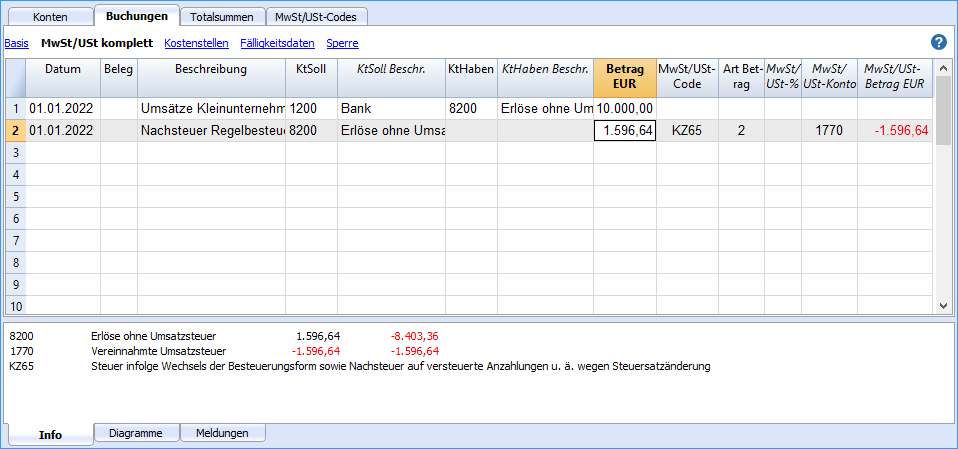 Konten Buchungen Totalsummen MwSt/USt-Codes
Basis MwSt/USt komplett Kostenstellen Fälligkeitsdaten Sperre ?
Datum Beleg Beschreibung KtSoll KtSoll Beschr. KtHaben KtHaben Beschr. Betrag EUR MwSt/USt-Code Art Bet-rag MwSt/USt-% MwSt/USt-Konto MwSt/USt-Betrag EUR
1 01.01.2022 Umsätze Kleinunternehm 1200 Bank 8200 Erlöse ohne Um 10.000,00
2 01.01.2022 Nachsteuer Regelbesteu 8200 Erlöse ohne Umsa 1.596,64 KZ65 2 1770 -1.596,64
3
4
5
6
7
8
9
10
8200 Erlöse ohne Umsatzsteuer 1.596,64 -8.403,36
1770 Vereinnahmte Umsatzsteuer -1.596,64 -1.596,64
KZ65 Steuer infolge Wechsels der Besteuerungsform sowie Nachsteuer auf versteuerte Anzahlungen u. ä. wegen Steuersatzänderung
Info Diagramme Meldungen